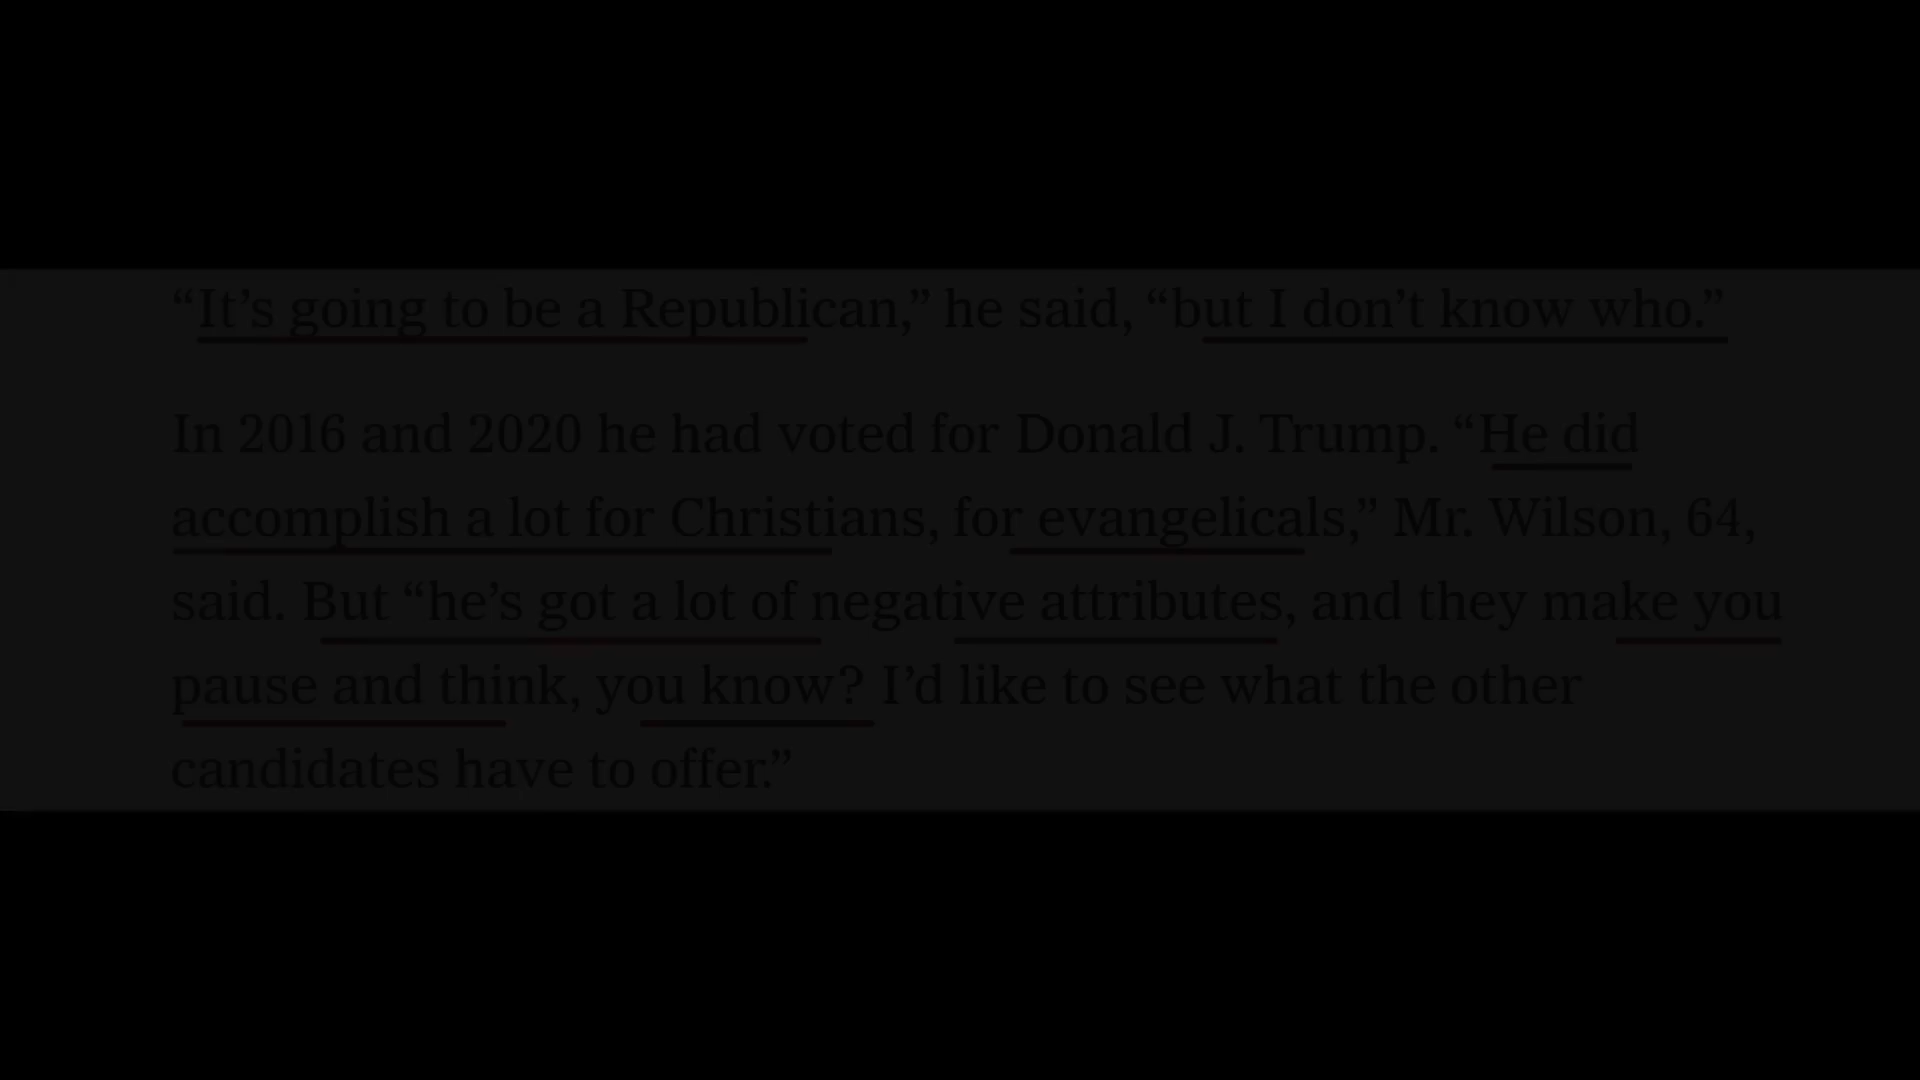 “It’s going to be a Republican,” he said, “but I don’t know who.”
In 2016 and 2020 he had voted for Donald J. Trump. “He did
accomplish a lot for Christians, for evangelicals,” Mr. Wilson, 64,
said. But “he’s got a lot of negative attributes, and they make you
pause and think, you know? I’d like to see what the other
candidates have to offer.”